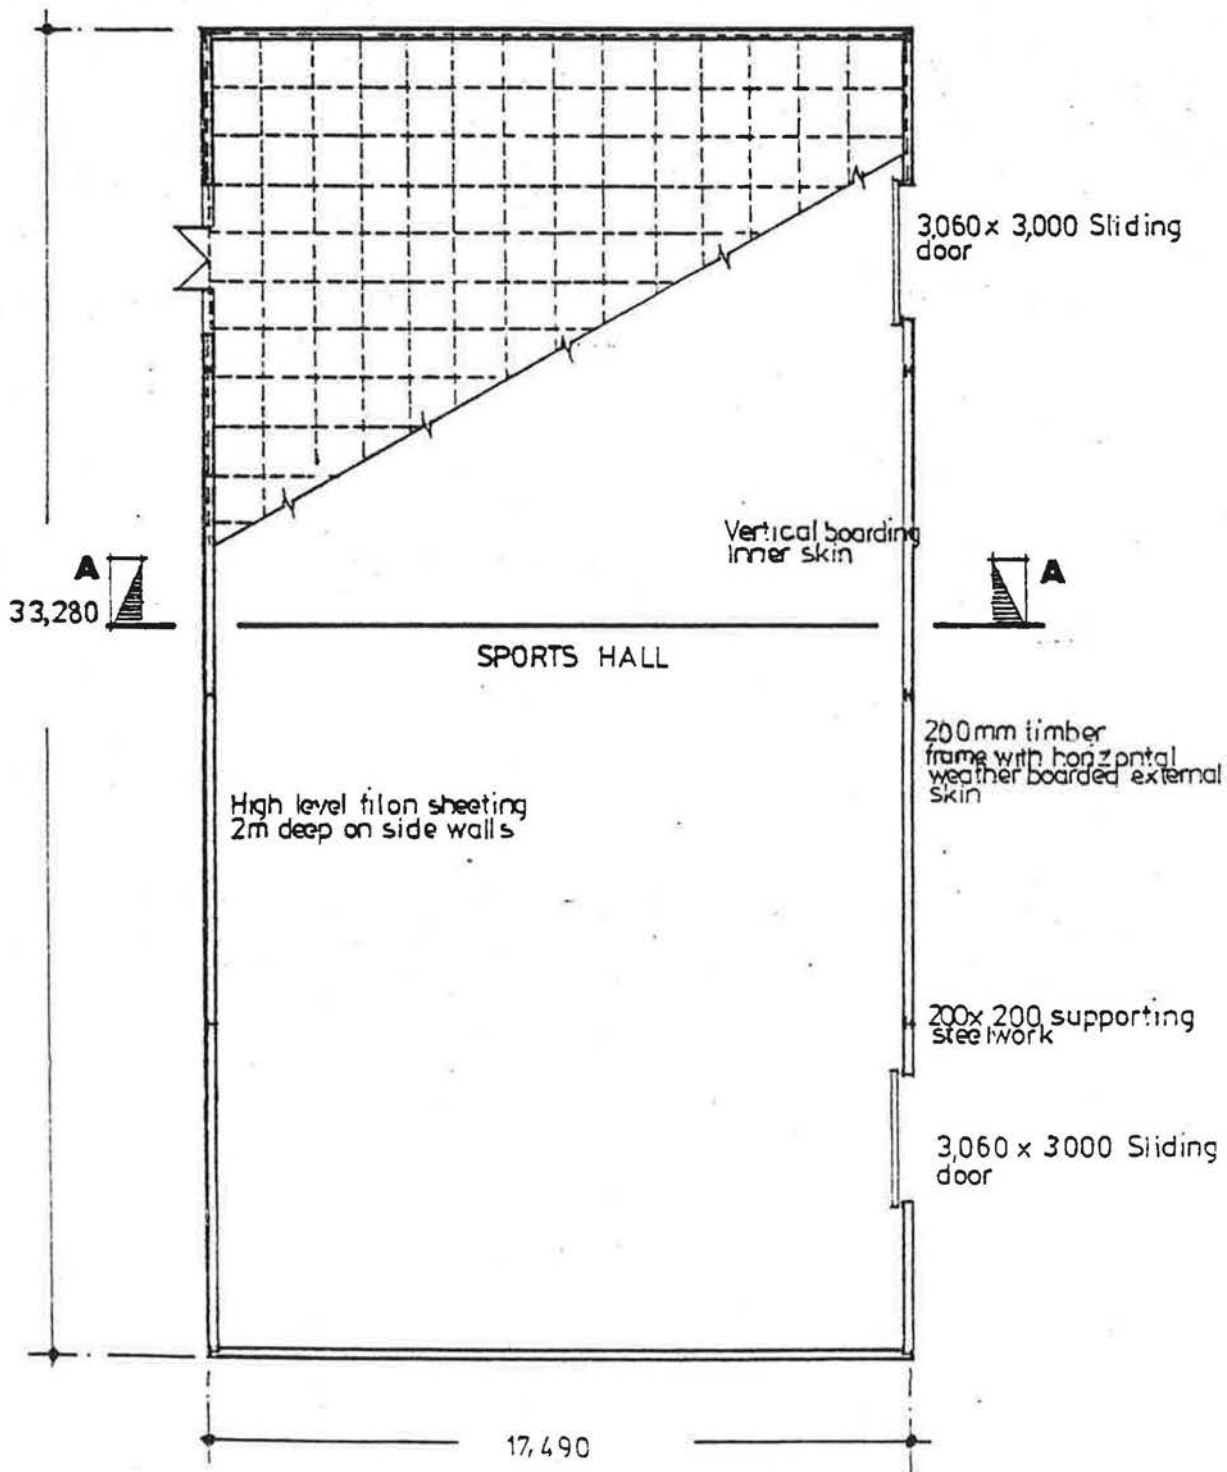 3,060 x 3,000 Sliding
door
Vertical boarding
Inner skin
A
A
33,280
SPORTS HALL
200mm timber
frame with horizontal
weather boarded external
skin
High level filon sheeting
2m deep on side walls
200x 200 supporting
steelwork
3,060 x 3000 Sliding
door
17,490